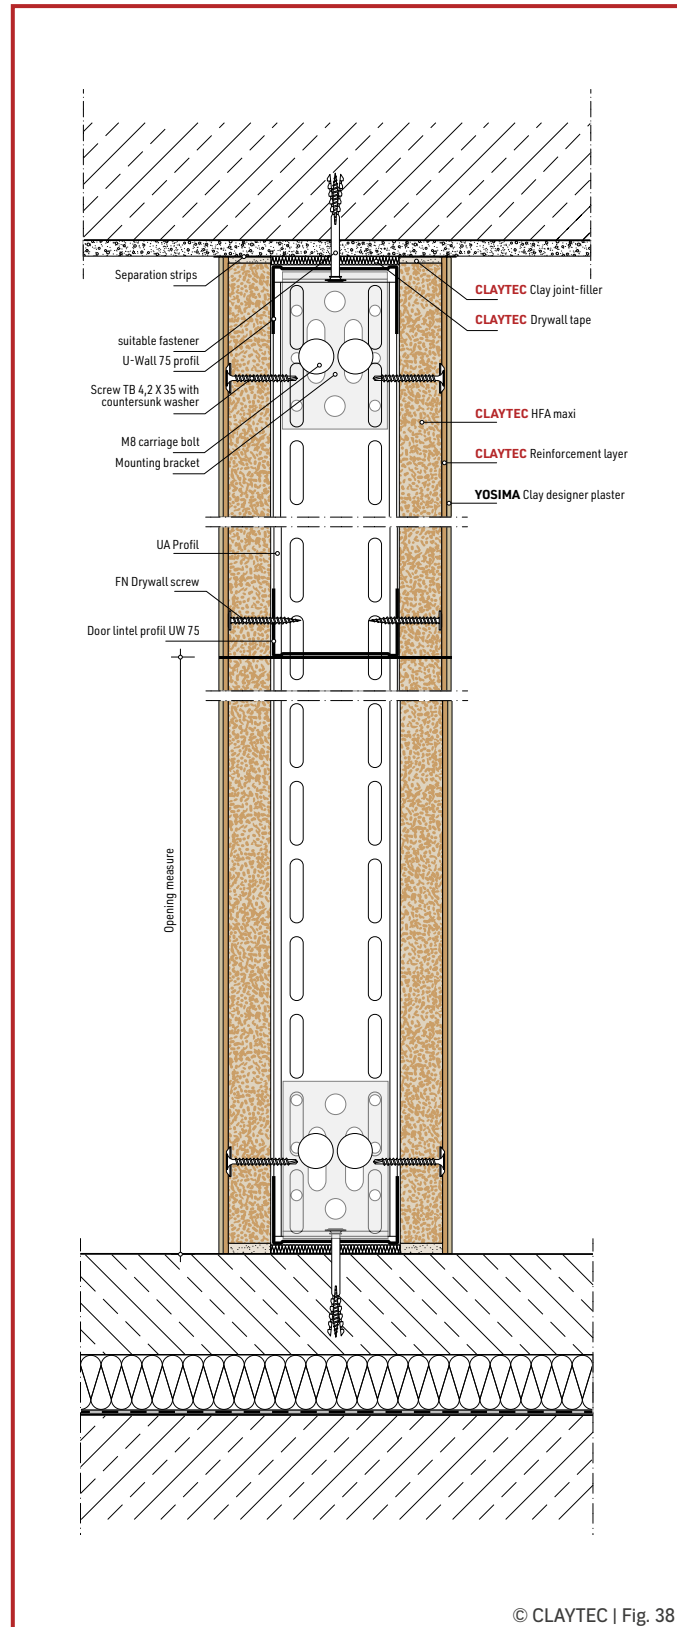 Separation strips
suitable fastener
U-Wall 75 profil
Screw TB 4,2 X 35 with
countersunk washer
M8 carriage bolt
Mounting bracket
UA Profil
FN Drywall screw
Door lintel profil UW 75
Opening measure
CLAYTEC Clay joint-filler
CLAYTEC Drywall tape
CLAYTEC HFA maxi
CLAYTEC Reinforcement layer
YOSIMA Clay designer plaster
© CLAYTEC | Fig. 38